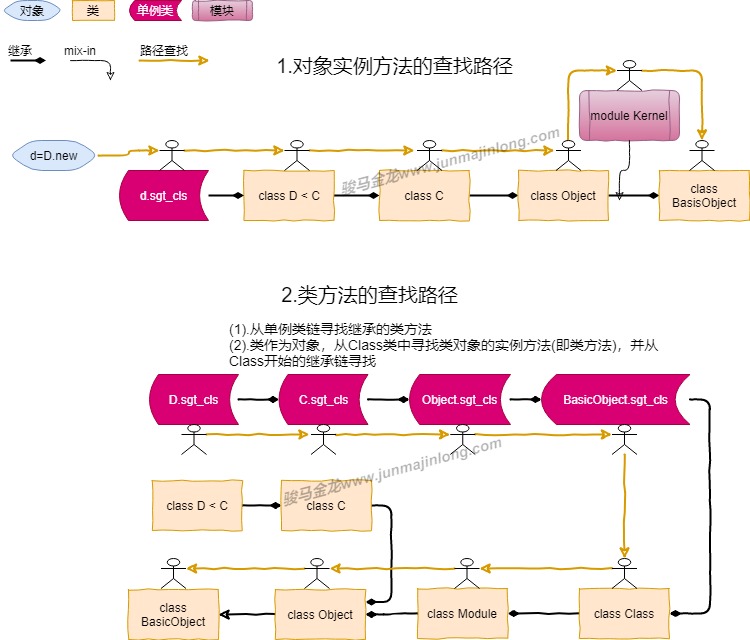 对象
类
单例类
模块
继承
mix-in
路径查找
1.对象实例方法的查找路径
module Kernel
d=D.new
骏马金龙www.junmajinlong.com
d.sgt_cls
class D < C
class C
class Object
class
BasisObject
2.类方法的查找路径
(1).从单例类链寻找继承的类方法
(2).类作为对象，从Class类中寻找类对象的实例方法(即类方法)，并从
Class开始的继承链寻找
D.sgt_cls
C.sgt_cls
Object.sgt_cls
BasicObject.sgt_cls
骏马金龙www.junmajinlong.com
class D < C
class C
class
BasicObject
class Object
class Module
class Class